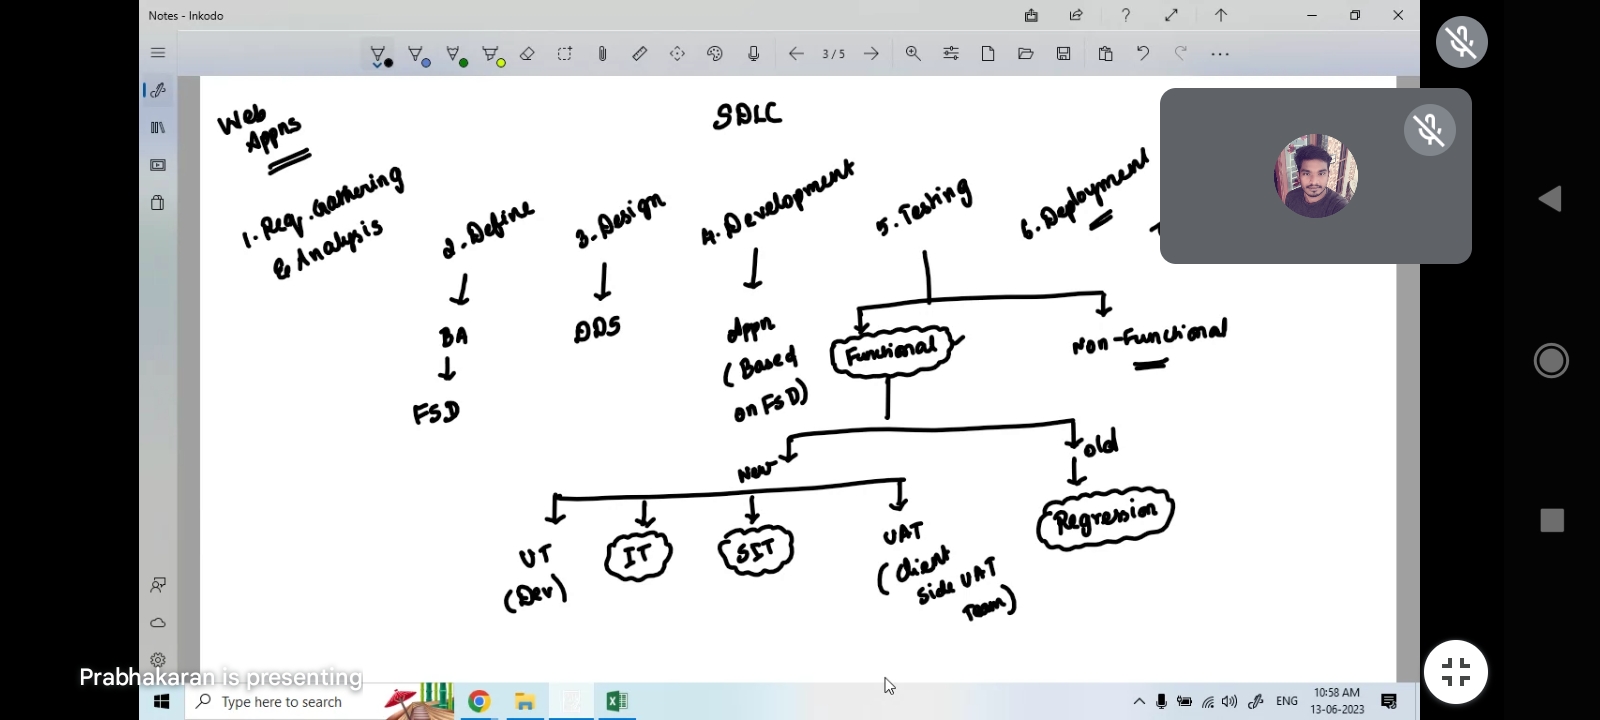 Notes - Inkodo
3/5
Web
Appns
SDLC
1. Req. Gathering
& Analysis
2. Define
3. Design
4. Development
5. Testing
6. Deployment
BA
FSD
DDS
Appn
(Based
on FSD)
Functional
Non-Functional
New
Old
UT
(Dev)
IT
SIT
UAT
(Client
Side UAT
Team)
Regression
Prabhakaran is presenting
Type here to search
ENG
10:58 AM
13-06-2023